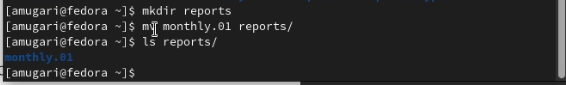 [amugari@fedora ~]$ mkdir reports
[amugari@fedora ~]$ mv monthly.01 reports/
[amugari@fedora ~]$ ls reports/
monthly.01
[amugari@fedora ~]$